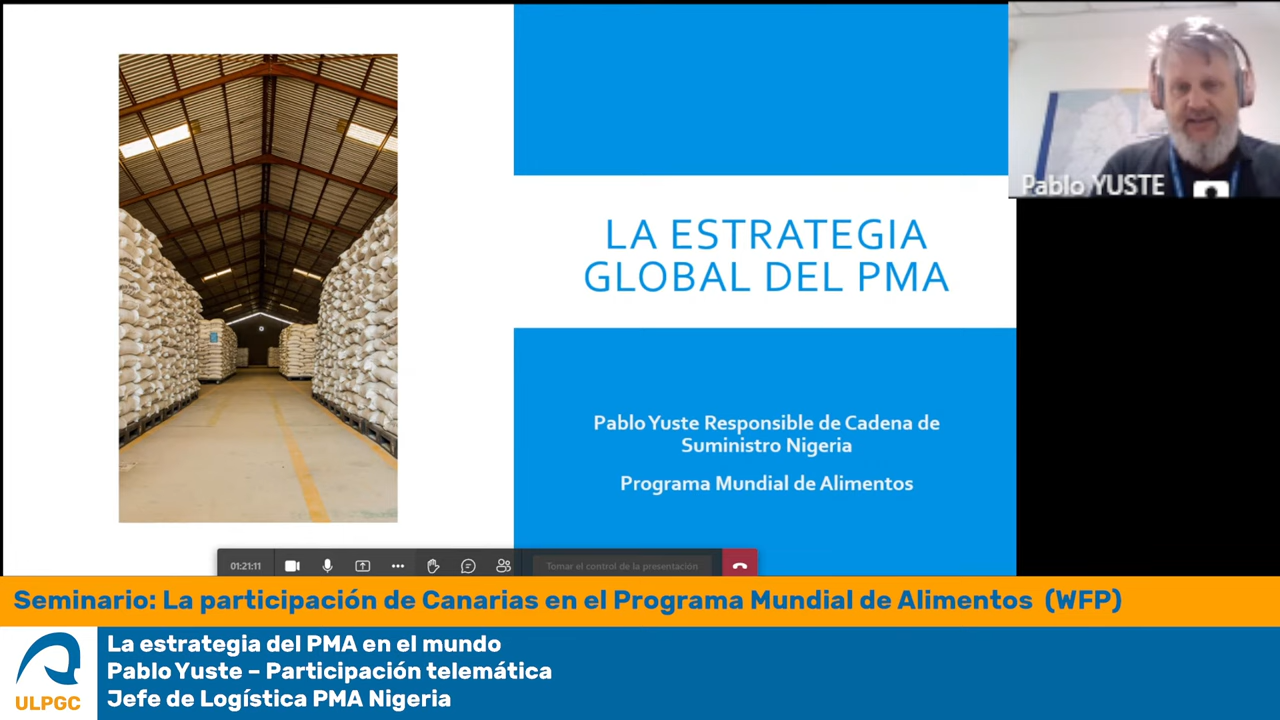 LA ESTRATEGIA
GLOBAL DEL PMA
Pablo YUSTE
Pablo Yuste Responsible de Cadena de
Suministro Nigeria
Programa Mundial de Alimentos
01:21:11
Tomar el control de la presentación
Seminario: La participación de Canarias en el Programa Mundial de Alimentos (WFP)
La estrategia del PMA en el mundo
Pablo Yuste – Participación telemática
Jefe de Logística PMA Nigeria
ULPGC